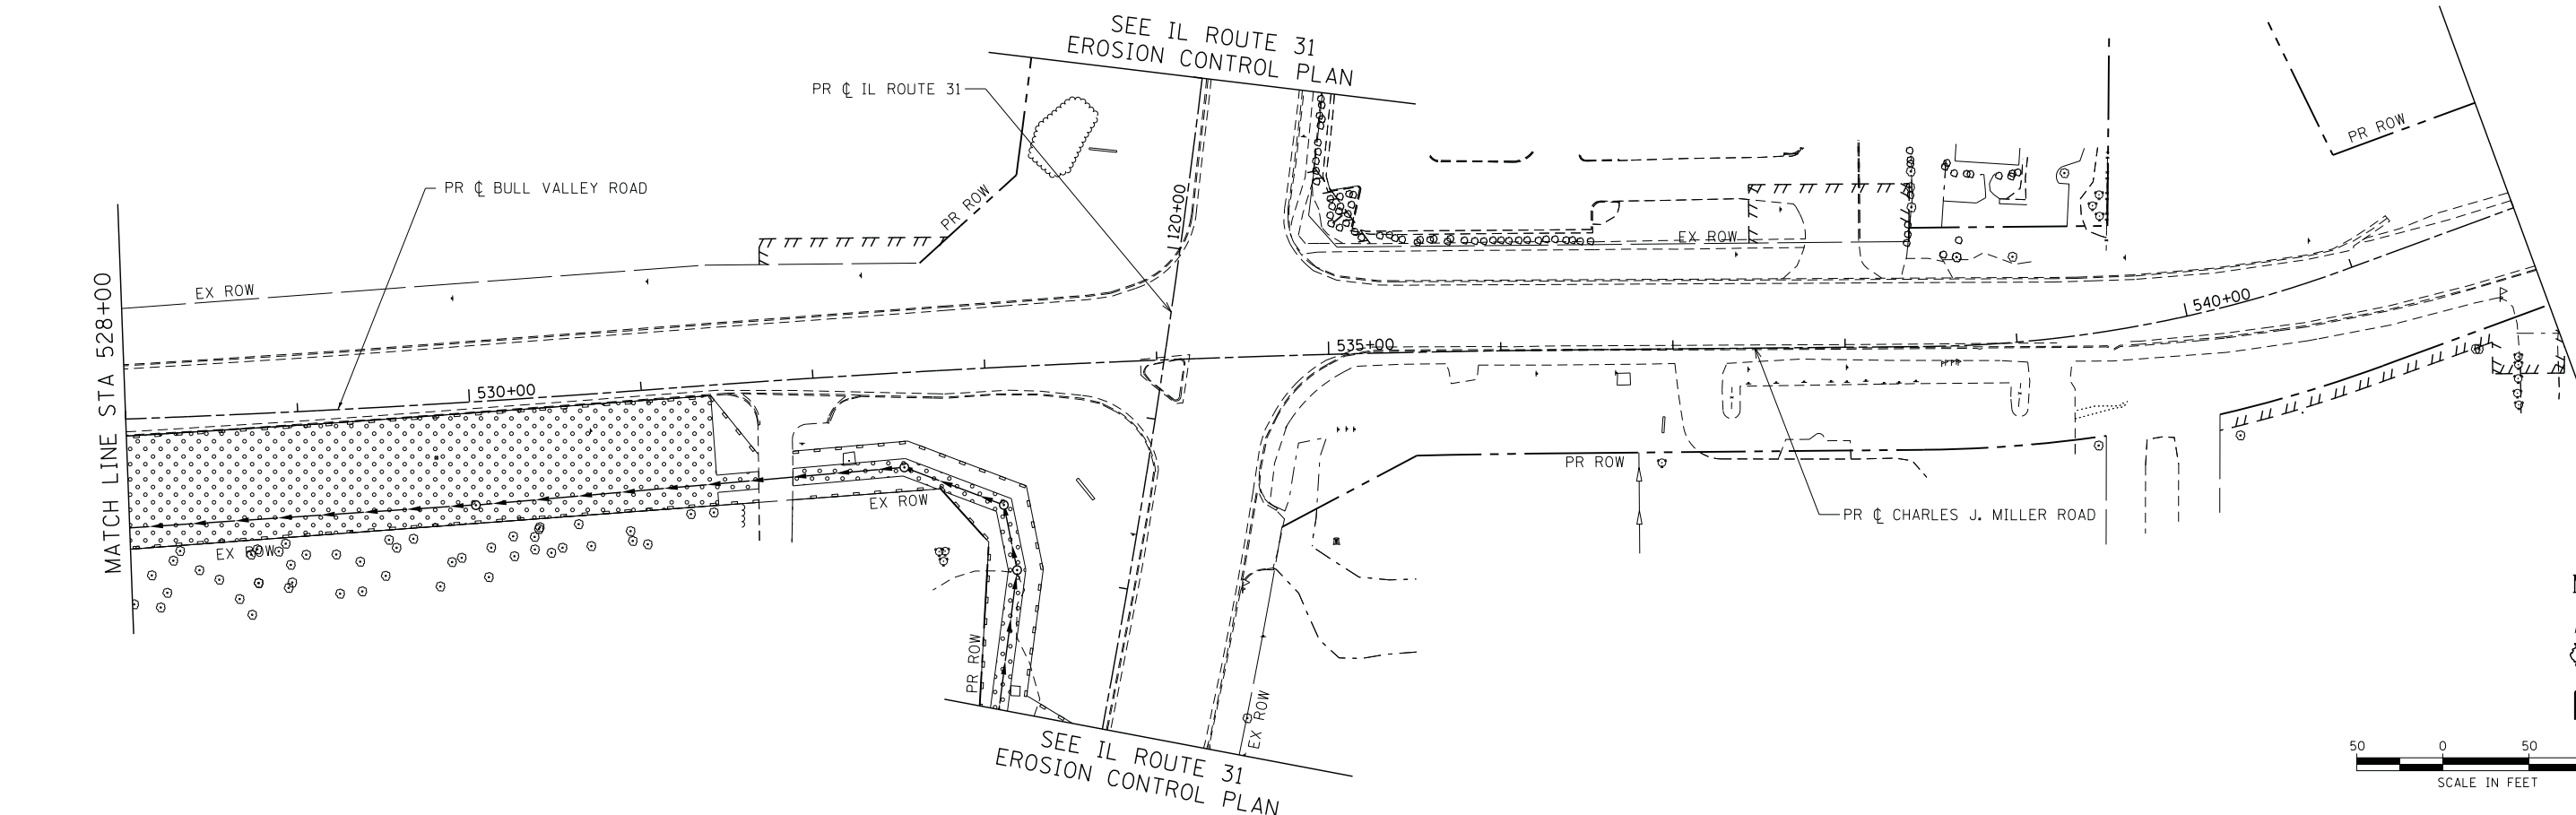 SEE IL ROUTE 31
EROSION CONTROL PLAN
PR ℄ IL ROUTE 31
PR ROW
PR ℄ BULL VALLEY ROAD
PR ROW
120+00
EX ROW
EX ROW
MATCH LINE STA 528+00
540+00
535+00
530+00
PR ROW
EX ROW
PR ℄ CHARLES J. MILLER ROAD
EX ROW
PR ROW
EX ROW
SEE IL ROUTE 31
EROSION CONTROL PLAN
50 0 50
SCALE IN FEET